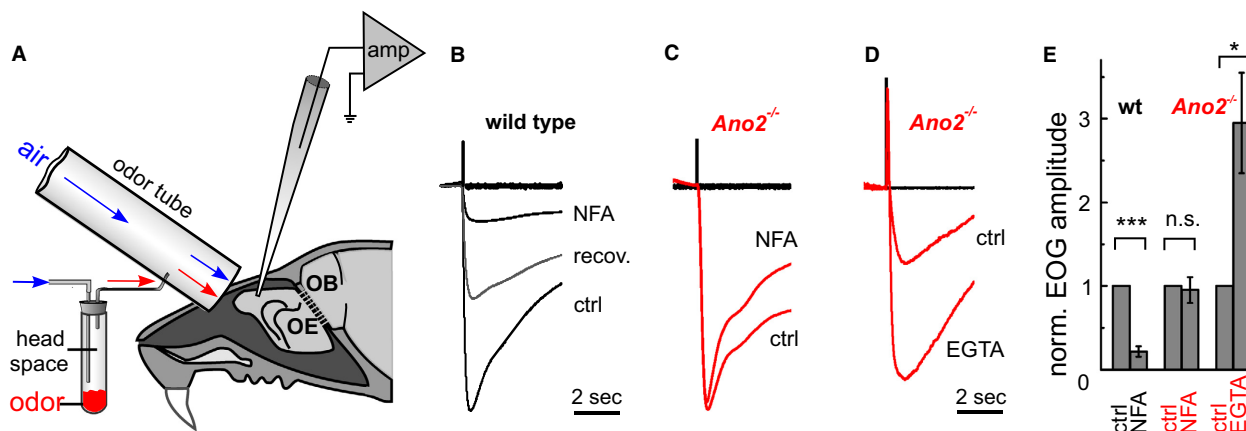 A
amp
air
odor tube
OB
OE
head
space
odor
B
wild type
NFA
recov.
ctrl
2 sec
C
Ano2-/-
NFA
ctrl
D
Ano2-/-
ctrl
EGTA
2 sec
E
norm. EOG amplitude
3
2
1
0
wt
Ano2-/-
***
n.s.
*
ctrl
NFA
ctrl
NFA
ctrl
EGTA